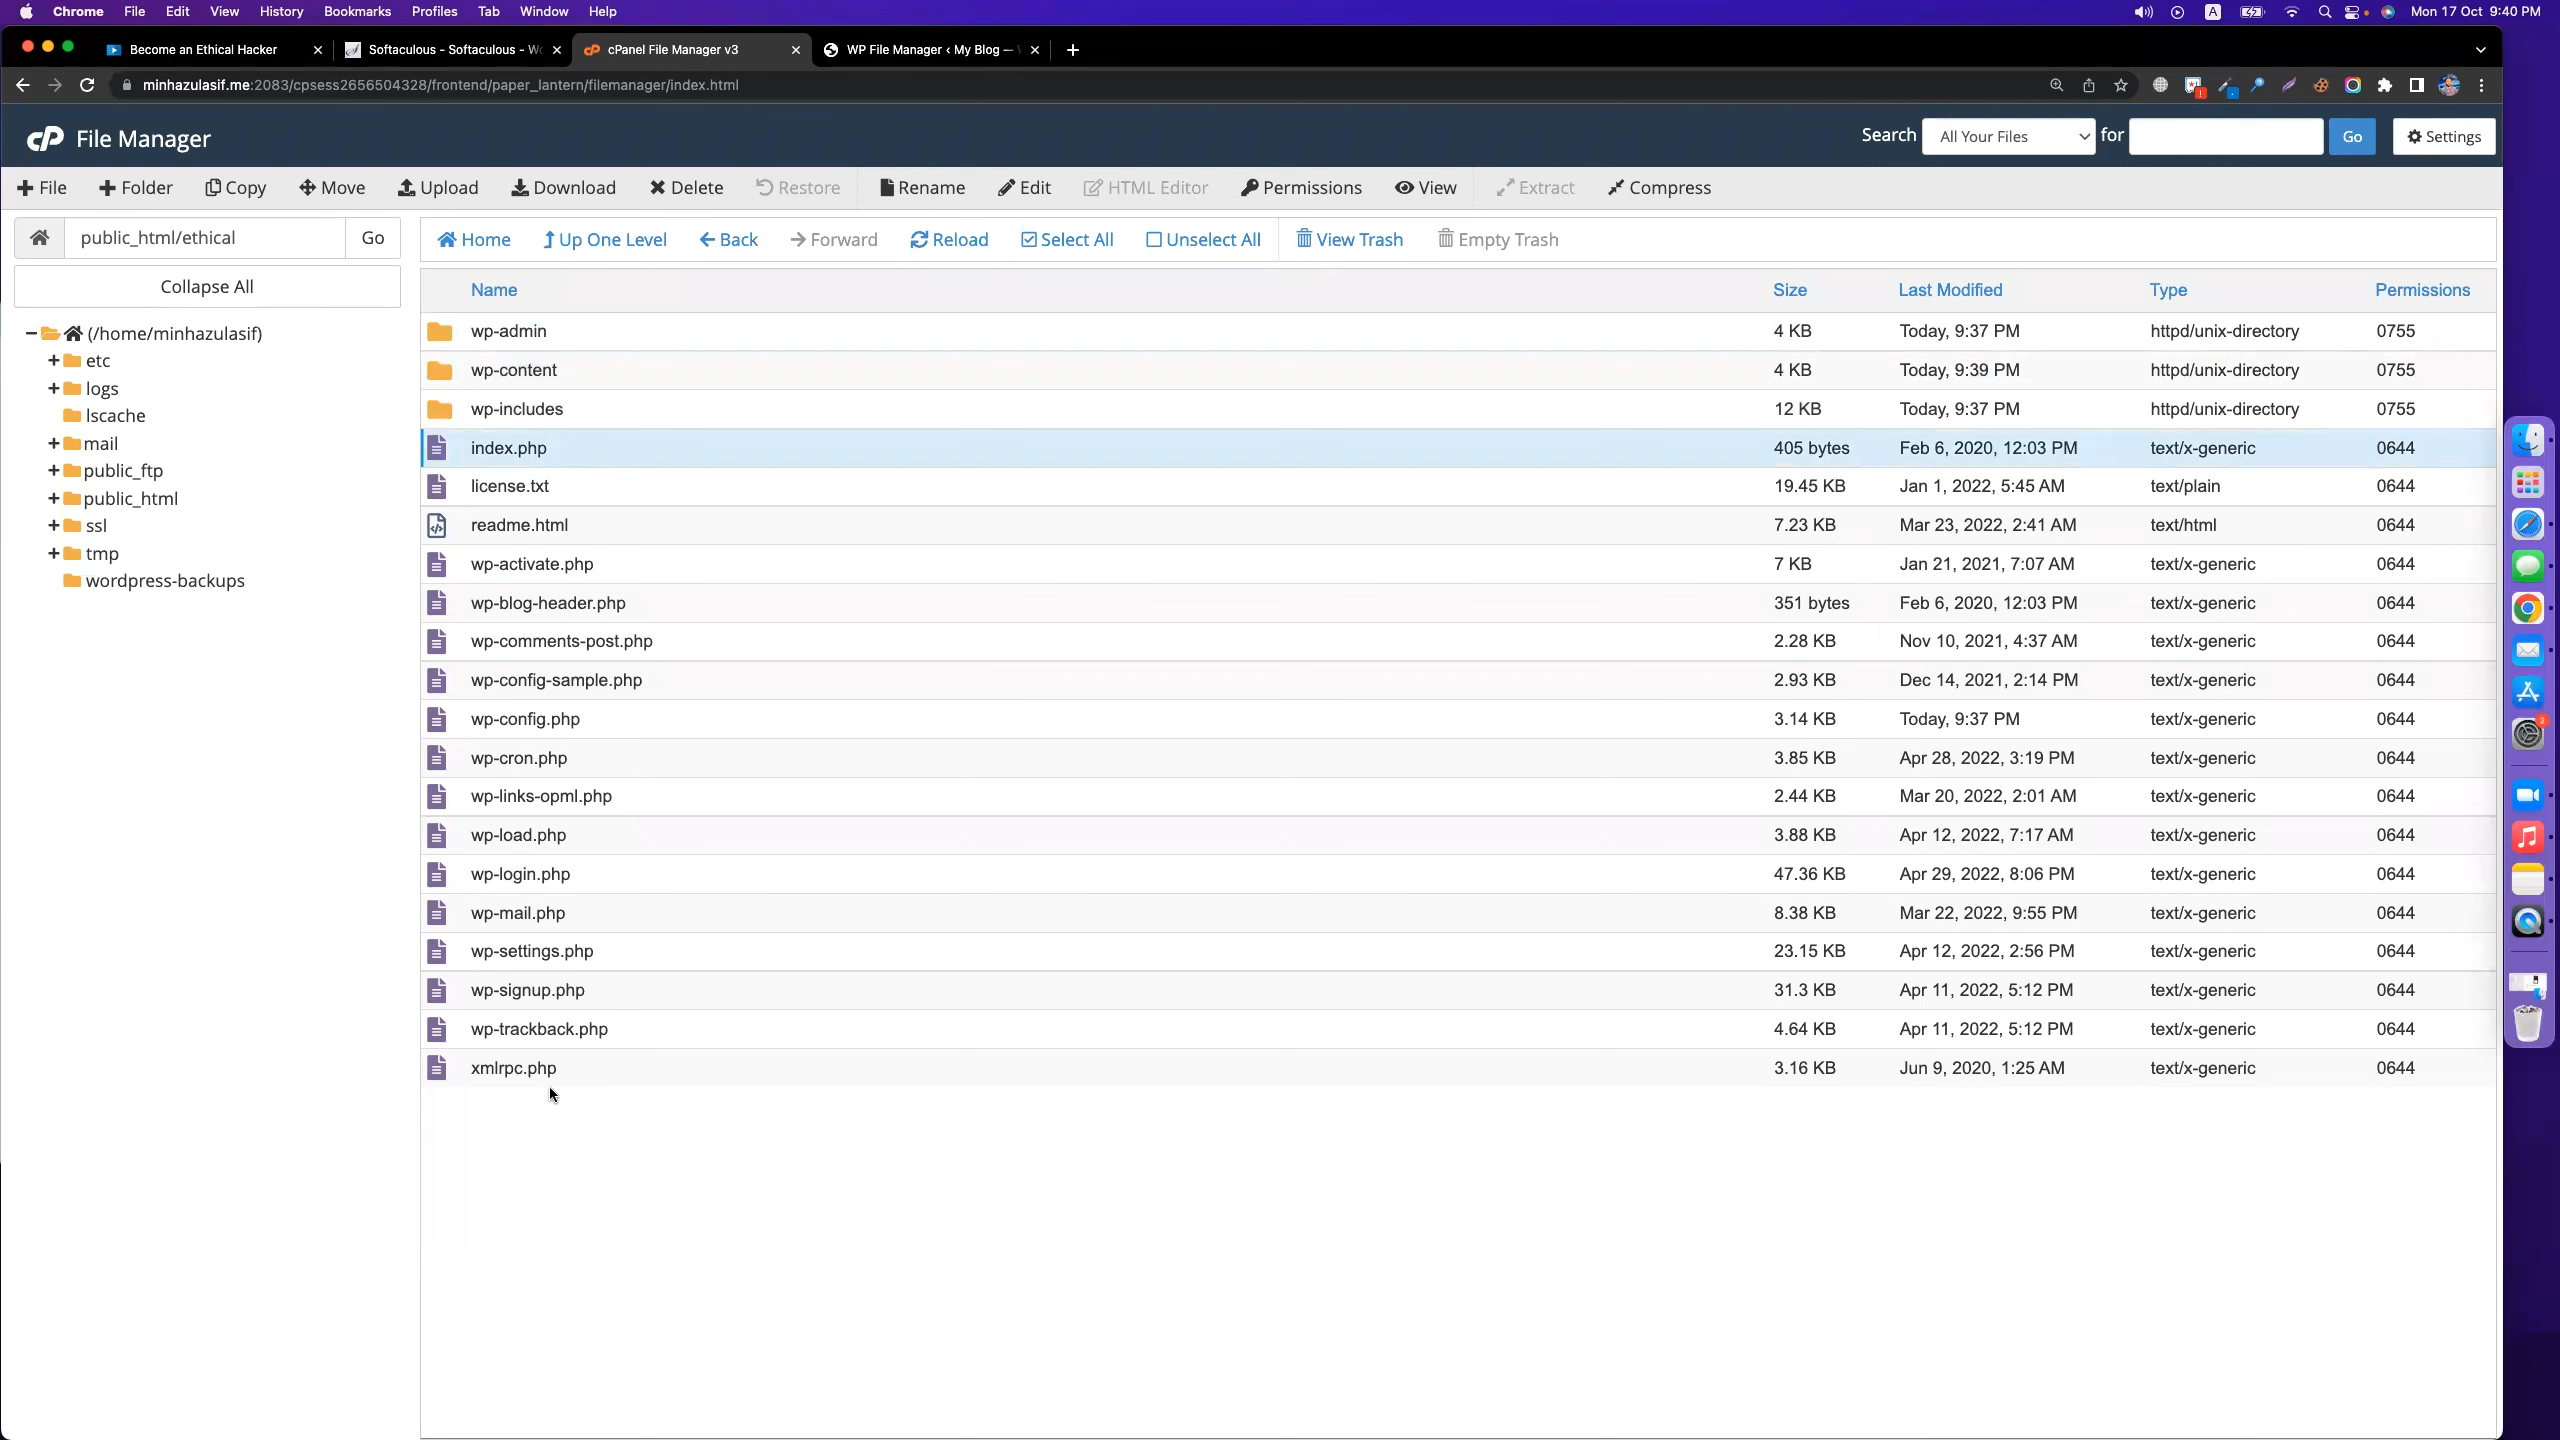 Chrome File Edit View History Bookmarks Profiles Tab Window Help A Mon 17 Oct 9:40 PM
Become an Ethical Hacker Softaculous - Softaculous - Wo cPanel File Manager v3 WP File Manager ‹ My Blog —
minhazulasif.me:2083/cpsess2656504328/frontend/paper_lantern/filemanager/index.html
cP File Manager Search All Your Files for Go Settings
File Folder Copy Move Upload Download Delete Restore Rename Edit HTML Editor Permissions View Extract Compress
public_html/ethical Go Home Up One Level Back Forward Reload Select All Unselect All View Trash Empty Trash
Collapse All
(/home/minhazulasif)
etc
logs
lscache
mail
public_ftp
public_html
ssl
tmp
wordpress-backups
Name Size Last Modified Type Permissions
wp-admin 4 KB Today, 9:37 PM httpd/unix-directory 0755
wp-content 4 KB Today, 9:39 PM httpd/unix-directory 0755
wp-includes 12 KB Today, 9:37 PM httpd/unix-directory 0755
index.php 405 bytes Feb 6, 2020, 12:03 PM text/x-generic 0644
license.txt 19.45 KB Jan 1, 2022, 5:45 AM text/plain 0644
readme.html 7.23 KB Mar 23, 2022, 2:41 AM text/html 0644
wp-activate.php 7 KB Jan 21, 2021, 7:07 AM text/x-generic 0644
wp-blog-header.php 351 bytes Feb 6, 2020, 12:03 PM text/x-generic 0644
wp-comments-post.php 2.28 KB Nov 10, 2021, 4:37 AM text/x-generic 0644
wp-config-sample.php 2.93 KB Dec 14, 2021, 2:14 PM text/x-generic 0644
wp-config.php 3.14 KB Today, 9:37 PM text/x-generic 0644
wp-cron.php 3.85 KB Apr 28, 2022, 3:19 PM text/x-generic 0644
wp-links-opml.php 2.44 KB Mar 20, 2022, 2:01 AM text/x-generic 0644
wp-load.php 3.88 KB Apr 12, 2022, 7:17 AM text/x-generic 0644
wp-login.php 47.36 KB Apr 29, 2022, 8:06 PM text/x-generic 0644
wp-mail.php 8.38 KB Mar 22, 2022, 9:55 PM text/x-generic 0644
wp-settings.php 23.15 KB Apr 12, 2022, 2:56 PM text/x-generic 0644
wp-signup.php 31.3 KB Apr 11, 2022, 5:12 PM text/x-generic 0644
wp-trackback.php 4.64 KB Apr 11, 2022, 5:12 PM text/x-generic 0644
xmlrpc.php 3.16 KB Jun 9, 2020, 1:25 AM text/x-generic 0644
2